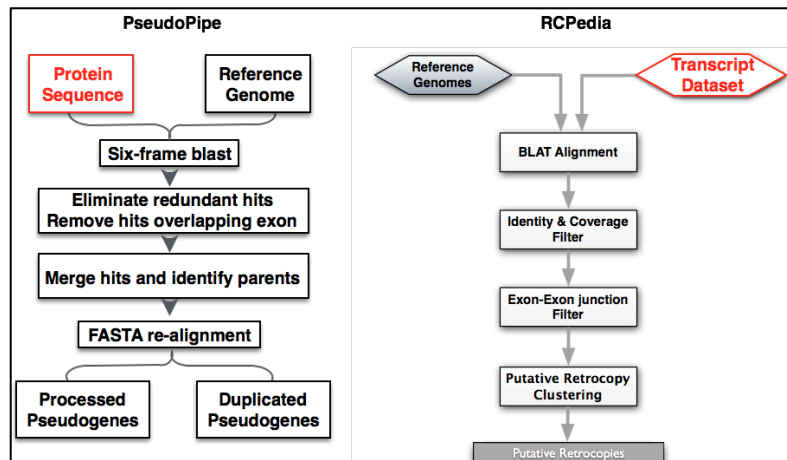 PseudoPipe
Protein
Sequence
Reference
Genome
Six-frame blast
Eliminate redundant hits
Remove hits overlapping exon
Merge hits and identify parents
FASTA re-alignment
Processed
Pseudogenes
Duplicated
Pseudogenes
RCPedia
Reference
Genomes
Transcript
Dataset
BLAT Alignment
Identity & Coverage
Filter
Exon-Exon junction
Filter
Putative Retrocopy
Clustering
Putative Retrocopies